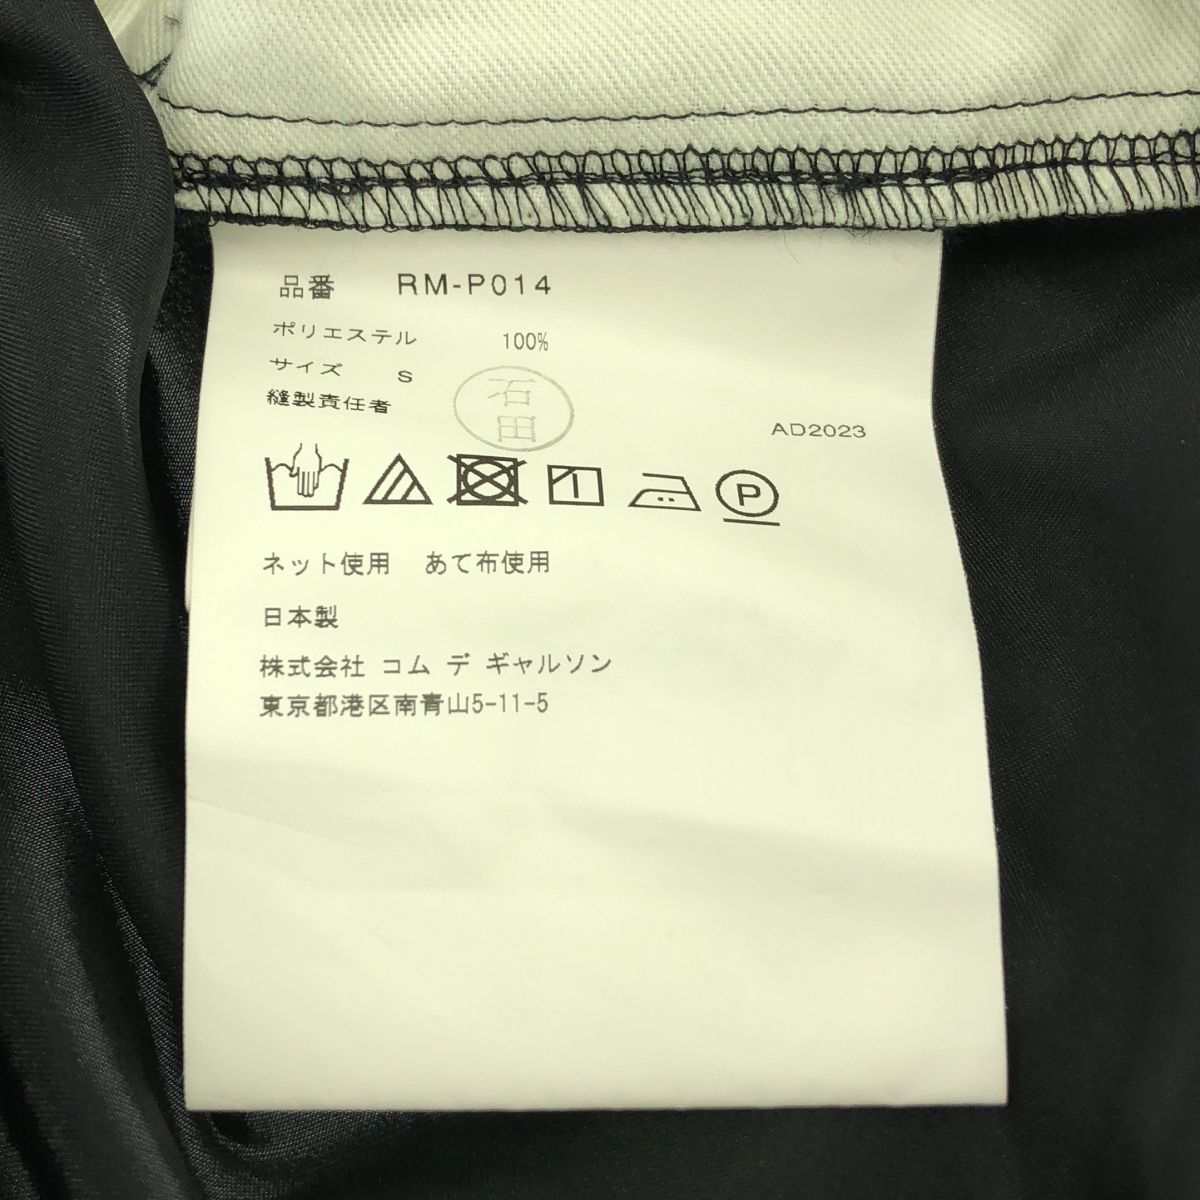 品番 RM-P014
ポリエステル 100%
サイズ S
縫製責任者 石田
AD2023
P
ネット使用 あて布使用
日本製
株式会社 コム デ ギャルソン
東京都港区南青山5-11-5